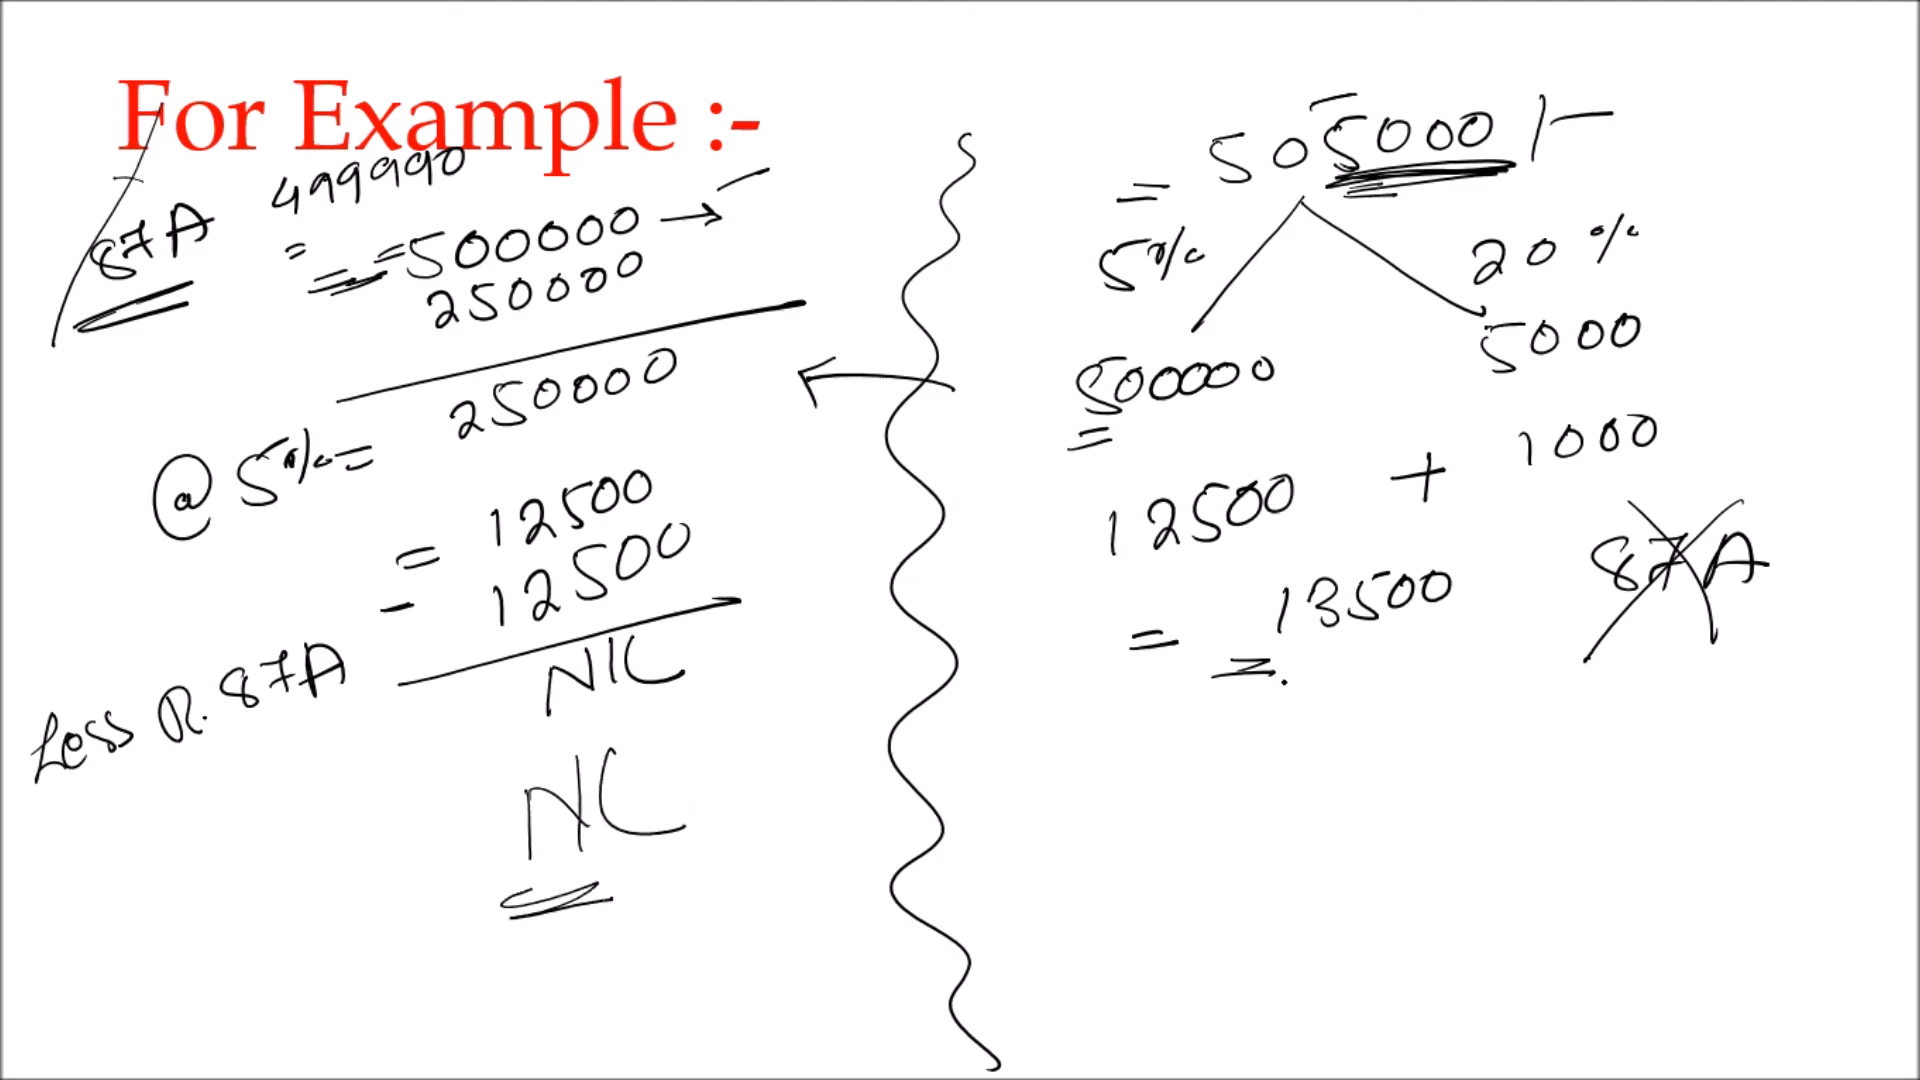 For Example :-
499990
87A
= = =500000 →
250000
250000
@ 5% =
= 12500
- 12500
Less R. 87A
NIL
NIL
= 505000/-
5%
20%
500000
5000
=
12500 + 1000
87A
= 13500